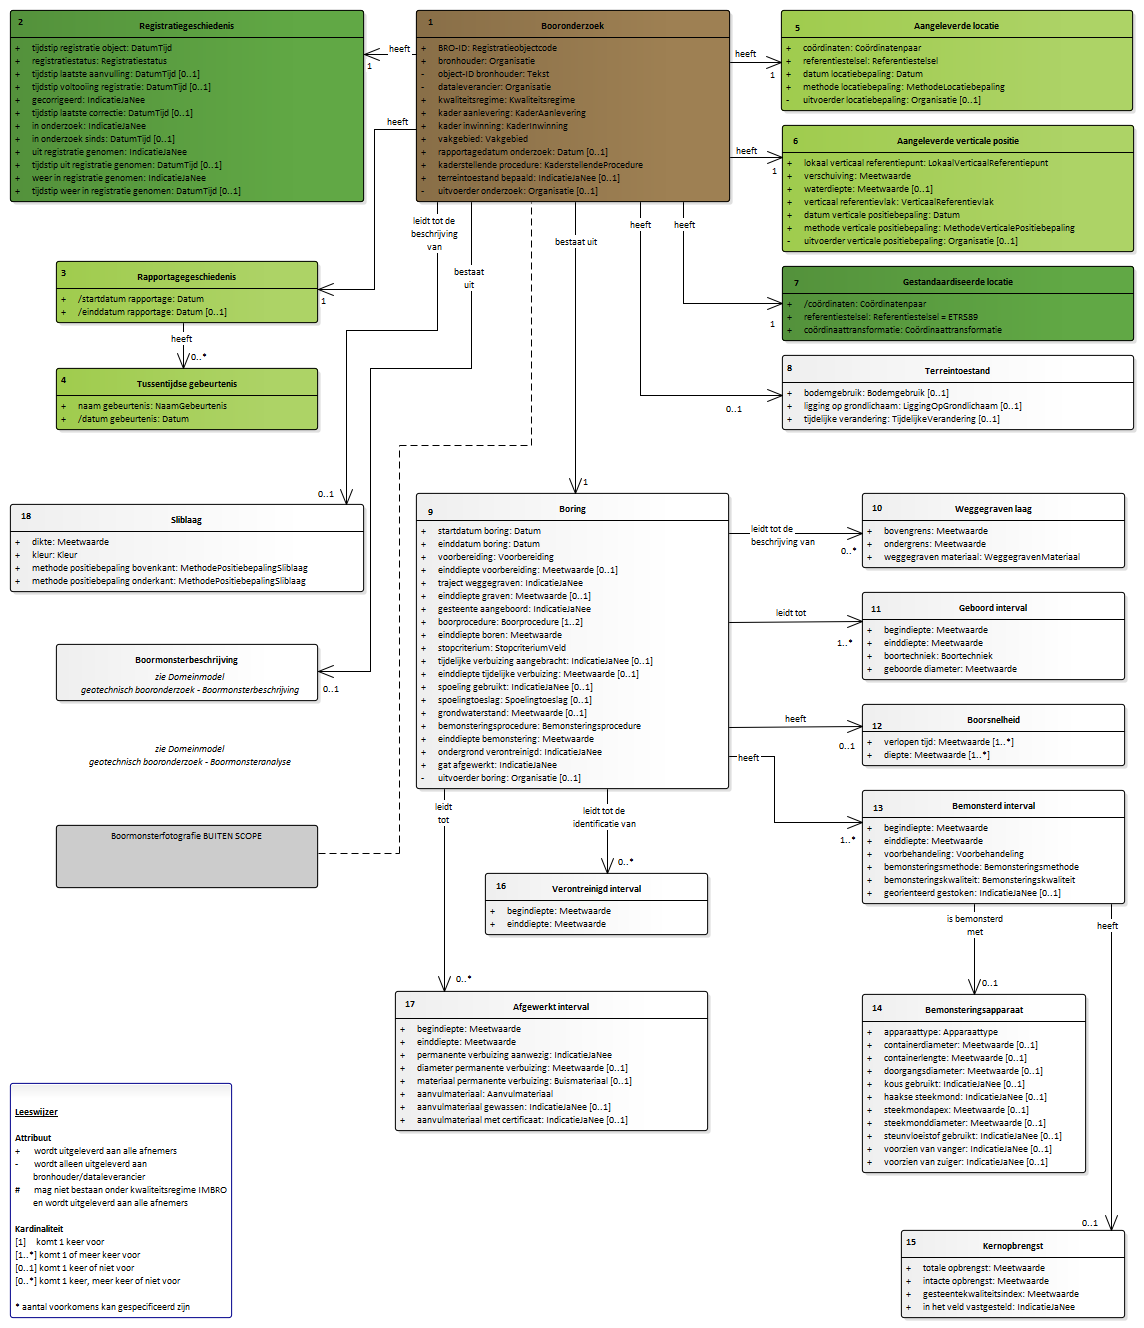 2
Registratiegeschiedenis
+ tijdstip registratie object: DatumTijd
+ registratiestatus: Registratiestatus
+ tijdstip laatste aanvulling: DatumTijd [0..1]
+ tijdstip voltooiing registratie: DatumTijd [0..1]
+ gecorrigeerd: IndicatieJaNee
+ tijdstip laatste correctie: DatumTijd [0..1]
+ in onderzoek: IndicatieJaNee
+ in onderzoek sinds: DatumTijd [0..1]
+ uit registratie genomen: IndicatieJaNee
+ tijdstip uit registratie genomen: DatumTijd [0..1]
+ weer in registratie genomen: IndicatieJaNee
+ tijdstip weer in registratie genomen: DatumTijd [0..1]
heeft
1
1
Booronderzoek
+ BRO-ID: Registratieobjectcode
+ bronhouder: Organisatie
- object-ID bronhouder: Tekst
- dataleverancier: Organisatie
+ kwaliteitsregime: Kwaliteitsregime
+ kader aanlevering: KaderAanlevering
+ kader inwinning: KaderInwinning
+ vakgebied: Vakgebied
+ rapportagedatum onderzoek: Datum [0..1]
+ kaderstellende procedure: KaderstellendeProcedure
+ terreintoestand bepaald: IndicatieJaNee [0..1]
- uitvoerder onderzoek: Organisatie [0..1]
heeft
1
5
Aangeleverde locatie
+ coördinaten: Coördinatenpaar
+ referentiestelsel: Referentiestelsel
+ datum locatiebepaling: Datum
+ methode locatiebepaling: MethodeLocatiebepaling
- uitvoerder locatiebepaling: Organisatie [0..1]
heeft
1
6
Aangeleverde verticale positie
+ lokaal verticaal referentiepunt: LokaalVerticaalReferentiepunt
+ verschuiving: Meetwaarde
+ waterdiepte: Meetwaarde [0..1]
+ verticaal referentievlak: VerticaalReferentievlak
+ datum verticale positiebepaling: Datum
+ methode verticale positiebepaling: MethodeVerticalePositiebepaling
- uitvoerder verticale positiebepaling: Organisatie [0..1]
heeft
1
3
Rapportagegeschiedenis
+ /startdatum rapportage: Datum
+ /einddatum rapportage: Datum [0..1]
heeft
0..*
4
Tussentijdse gebeurtenis
+ naam gebeurtenis: NaamGebeurtenis
+ /datum gebeurtenis: Datum
leidt tot de
beschrijving
van
0..1
bestaat
uit
0..1
bestaat uit
1
heeft
0..1
heeft
1
7
Gestandaardiseerde locatie
+ /coördinaten: Coördinatenpaar
+ referentiestelsel: Referentiestelsel = ETRS89
+ coördinaattransformatie: Coördinaattransformatie
8
Terreintoestand
+ bodemgebruik: Bodemgebruik [0..1]
+ ligging op grondlichaam: LiggingOpGrondlichaam [0..1]
+ tijdelijke verandering: TijdelijkeVerandering [0..1]
18
Sliblaag
+ dikte: Meetwaarde
+ kleur: Kleur
+ methode positiebepaling bovenkant: MethodePositiebepalingSliblaag
+ methode positiebepaling onderkant: MethodePositiebepalingSliblaag
Boormonsterbeschrijving
zie Domeinmodel
geotechnisch booronderzoek - Boormonsterbeschrijving
zie Domeinmodel
geotechnisch booronderzoek - Boormonsteranalyse
Boormonsterfotografie BUITEN SCOPE
9
Boring
+ startdatum boring: Datum
+ einddatum boring: Datum
+ voorbereiding: Voorbereiding
+ einddiepte voorbereiding: Meetwaarde [0..1]
+ traject weggegraven: IndicatieJaNee
+ einddiepte graven: Meetwaarde [0..1]
+ gesteente aangeboord: IndicatieJaNee
+ boorprocedure: Boorprocedure [1..2]
+ einddiepte boren: Meetwaarde
+ stopcriterium: StopcriteriumVeld
+ tijdelijke verbuizing aangebracht: IndicatieJaNee [0..1]
+ einddiepte tijdelijke verbuizing: Meetwaarde [0..1]
+ spoeling gebruikt: IndicatieJaNee [0..1]
+ spoelingtoeslag: Spoelingtoeslag [0..1]
+ grondwaterstand: Meetwaarde [0..1]
+ bemonsteringsprocedure: Bemonsteringsprocedure
+ einddiepte bemonstering: Meetwaarde
+ ondergrond verontreinigd: IndicatieJaNee
+ gat afgewerkt: IndicatieJaNee
- uitvoerder boring: Organisatie [0..1]
leidt tot de
beschrijving van
0..*
10
Weggegraven laag
+ bovengrens: Meetwaarde
+ ondergrens: Meetwaarde
+ weggegraven materiaal: WeggegravenMateriaal
leidt tot
1..*
11
Geboord interval
+ begindiepte: Meetwaarde
+ einddiepte: Meetwaarde
+ boortechniek: Boortechniek
+ geboorde diameter: Meetwaarde
heeft
0..1
12
Boorsnelheid
+ verlopen tijd: Meetwaarde [1..*]
+ diepte: Meetwaarde [1..*]
heeft
1..*
13
Bemonsterd interval
+ begindiepte: Meetwaarde
+ einddiepte: Meetwaarde
+ voorbehandeling: Voorbehandeling
+ bemonsteringsmethode: Bemonsteringsmethode
+ bemonsteringskwaliteit: Bemonsteringskwaliteit
+ georienteerd gestoken: IndicatieJaNee [0..1]
leidt
tot
0..*
leidt tot de
identificatie van
0..*
16
Verontreinigd interval
+ begindiepte: Meetwaarde
+ einddiepte: Meetwaarde
17
Afgewerkt interval
+ begindiepte: Meetwaarde
+ einddiepte: Meetwaarde
+ permanente verbuizing aanwezig: IndicatieJaNee
+ diameter permanente verbuizing: Meetwaarde [0..1]
+ materiaal permanente verbuizing: Buismateriaal [0..1]
+ aanvulmateriaal: Aanvulmateriaal
+ aanvulmateriaal gewassen: IndicatieJaNee [0..1]
+ aanvulmateriaal met certificaat: IndicatieJaNee [0..1]
is bemonsterd
met
0..1
heeft
0..1
14
Bemonsteringsapparaat
+ apparaattype: Apparaattype
+ containerdiameter: Meetwaarde [0..1]
+ containerlengte: Meetwaarde [0..1]
+ doorgangsdiameter: Meetwaarde [0..1]
+ kous gebruikt: IndicatieJaNee [0..1]
+ haakse steekmond: IndicatieJaNee [0..1]
+ steekmondapex: Meetwaarde [0..1]
+ steekmonddiameter: Meetwaarde [0..1]
+ steunvloeistof gebruikt: IndicatieJaNee [0..1]
+ voorzien van vanger: IndicatieJaNee [0..1]
+ voorzien van zuiger: IndicatieJaNee [0..1]
15
Kernopbrengst
+ totale opbrengst: Meetwaarde
+ intacte opbrengst: Meetwaarde
+ gesteentekwaliteitsindex: Meetwaarde
+ in het veld vastgesteld: IndicatieJaNee
Leeswijzer
Attribuut
+ wordt uitgeleverd aan alle afnemers
- wordt alleen uitgeleverd aan
bronhouder/dataleverancier
# mag niet bestaan onder kwaliteitsregime IMBRO
en wordt uitgeleverd aan alle afnemers
Kardinaliteit
[1] komt 1 keer voor
[1..*] komt 1 of meer keer voor
[0..1] komt 1 keer of niet voor
[0..*] komt 1 keer, meer keer of niet voor
* aantal voorkomens kan gespecificeerd zijn